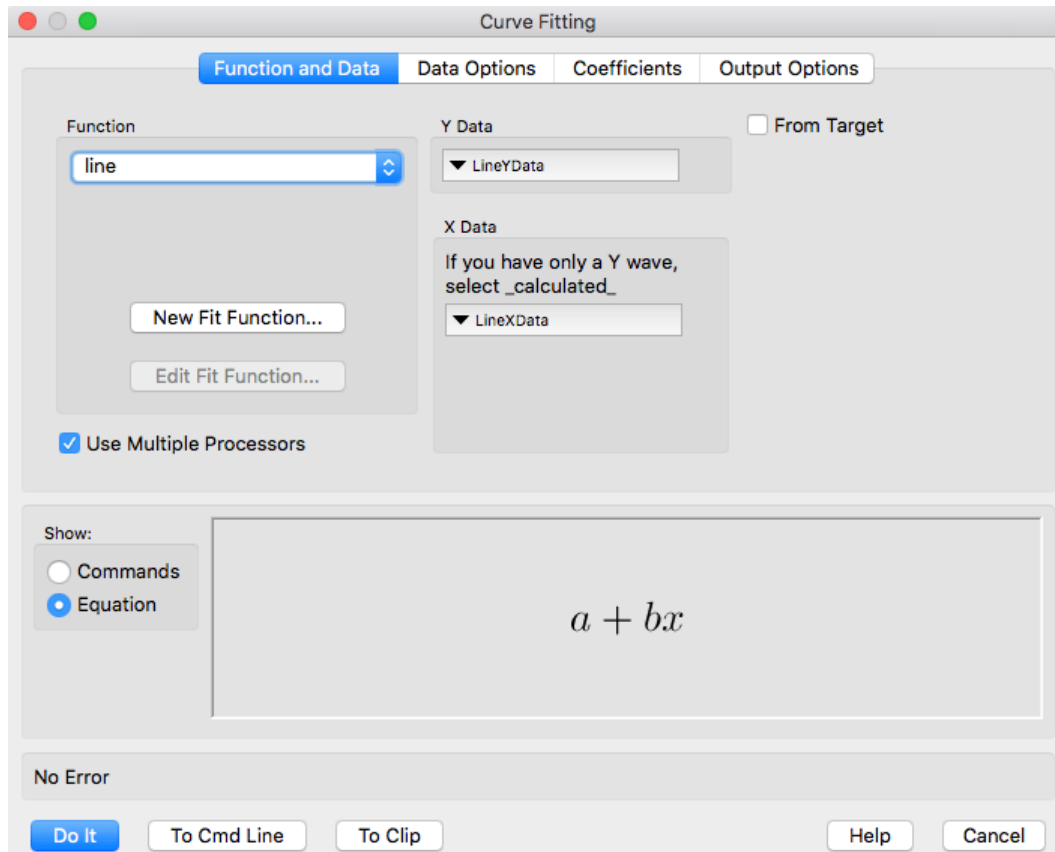 Curve Fitting
Function and Data
Data Options
Coefficients
Output Options
Function
line
New Fit Function...
Edit Fit Function...
Use Multiple Processors
Y Data
LineYData
X Data
If you have only a Y wave,
select _calculated_
LineXData
From Target
Show:
Commands
Equation
a + bx
No Error
Do It
To Cmd Line
To Clip
Help
Cancel